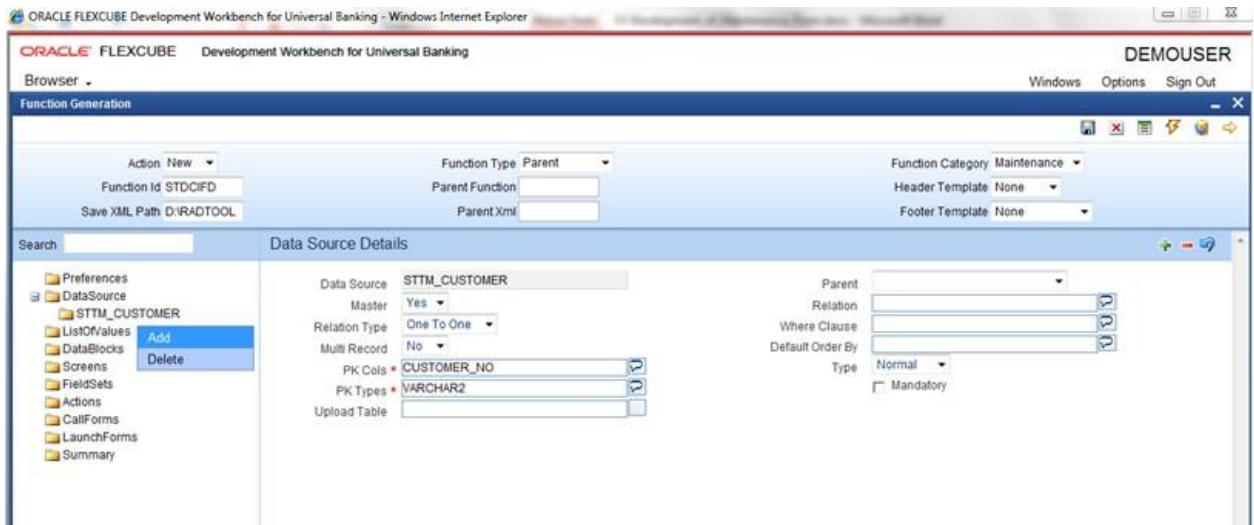 ORACLE FLEXCUBE Development Workbench for Universal Banking - Windows Internet Explorer
ORACLE FLEXCUBE Development Workbench for Universal Banking
DEMOUSER
Browser
Windows Options Sign Out
Function Generation
Action New Function Type Parent Function Category Maintenance
Function Id STDCIFD Parent Function Header Template None
Save XML Path D:\RADTOOL Parent Xml Footer Template None
Search Data Source Details
Preferences
DataSource
STTM_CUSTOMER
ListOfValues
DataBlocks
Screens
FieldSets
Actions
CallForms
LaunchForms
Summary
Add
Delete
Data Source STTM_CUSTOMER Parent
Master Yes Relation
Relation Type One To One Where Clause
Multi Record No Default Order By
PK Cols * CUSTOMER_NO Type Normal
PK Types * VARCHAR2 Mandatory
Upload Table